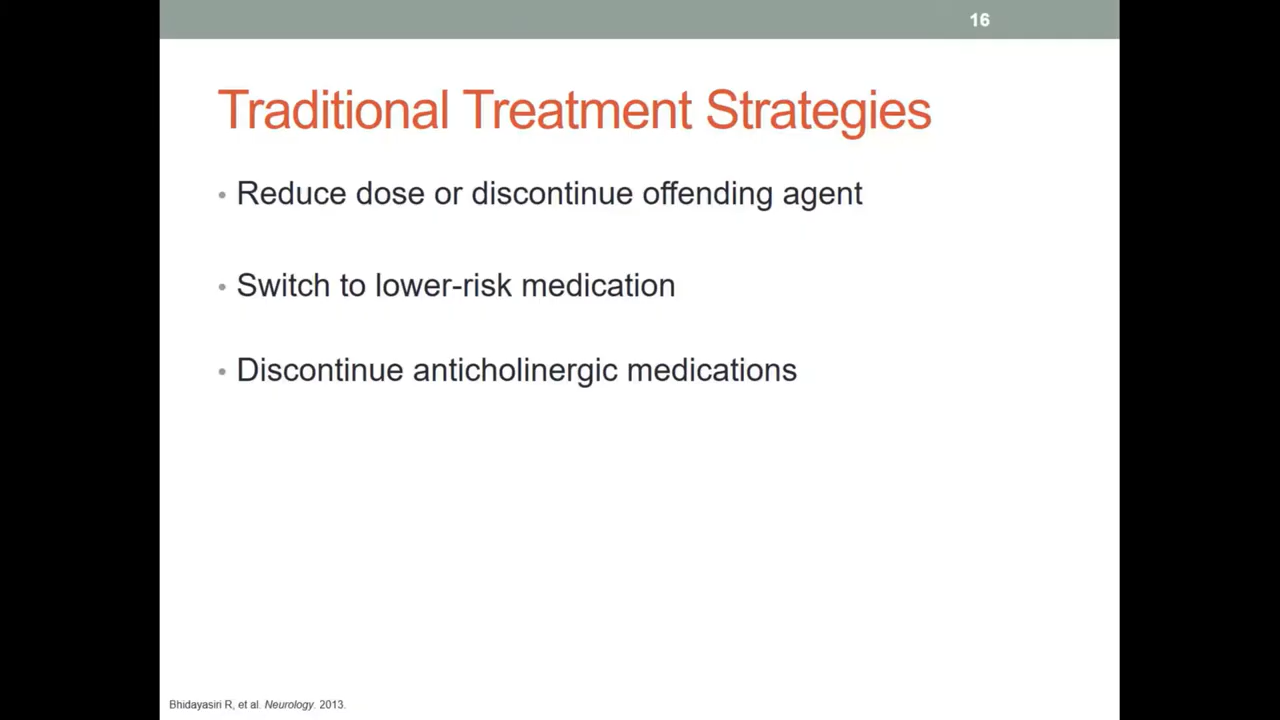 16
Traditional Treatment Strategies
• Reduce dose or discontinue offending agent
• Switch to lower-risk medication
• Discontinue anticholinergic medications
Bhidayasiri R, et al. Neurology. 2013.